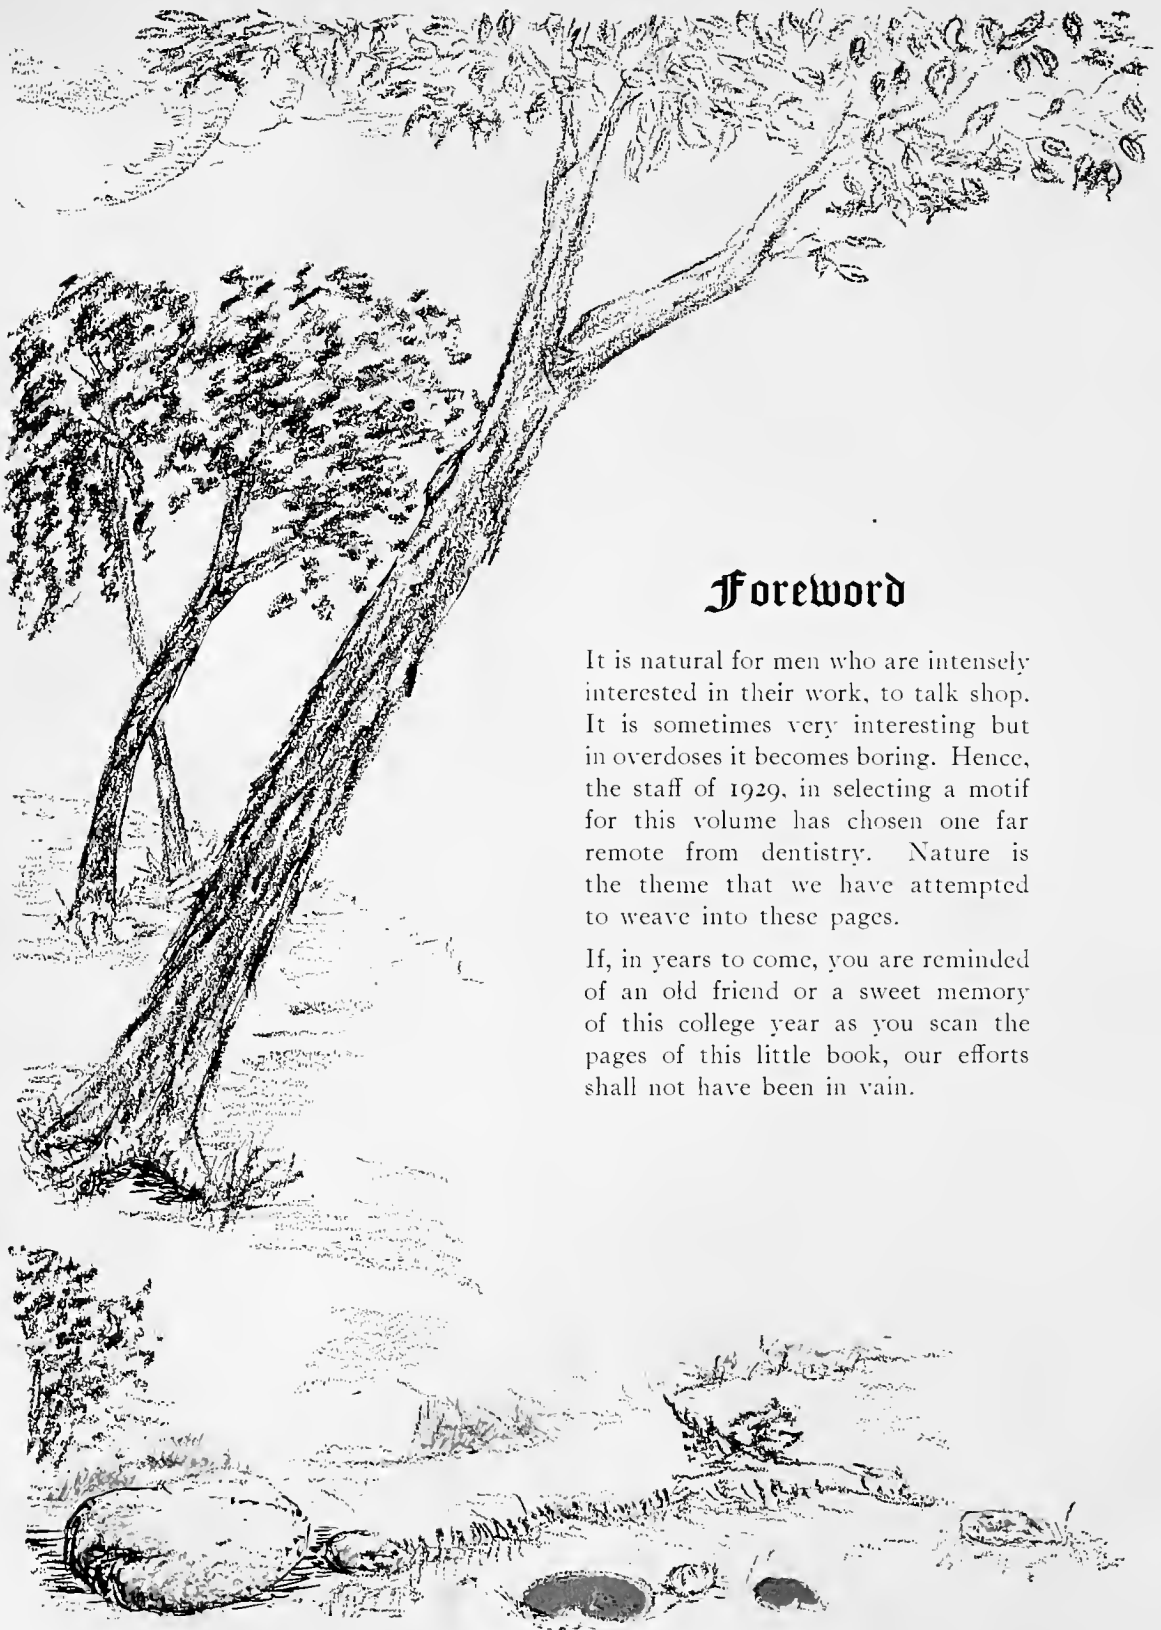 Foreword
It is natural for men who are intensely
interested in their work, to talk shop.
It is sometimes very interesting but
in overdoses it becomes boring. Hence,
the staff of 1929, in selecting a motif
for this volume has chosen one far
remote from dentistry. Nature is
the theme that we have attempted
to weave into these pages.
If, in years to come, you are reminded
of an old friend or a sweet memory
of this college year as you scan the
pages of this little book, our efforts
shall not have been in vain.